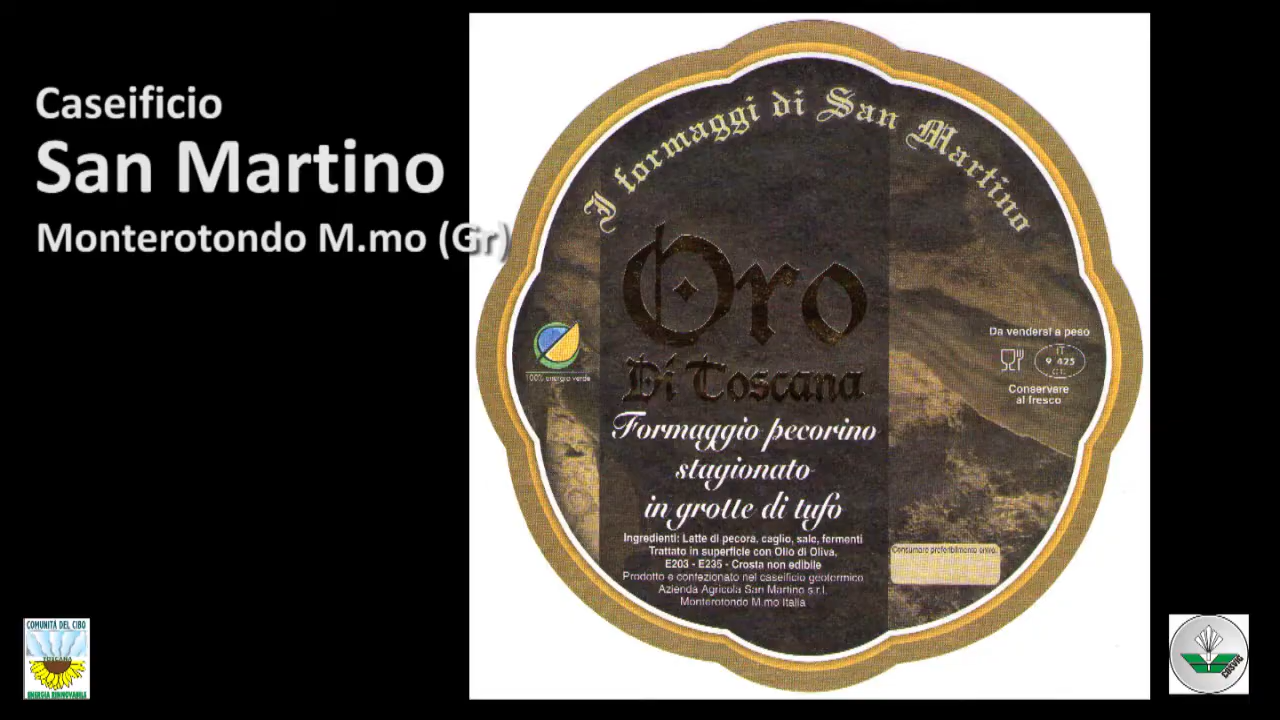 Caseificio
San Martino
Monterotondo M.mo (Gr)
I formaggi di San Martino
Oro
Di Toscana
Formaggio pecorino
stagionato
in grotte di tufo
Ingredienti: Latte di pecora, caglio, sale, fermenti
Trattato in superficie con Olio di Oliva,
E203 - E235 - Crosta non edibile
Prodotto e confezionato nel caseificio geotermico
Azienda Agricola San Martino s.r.l.
Monterotondo M.mo Italia
100% energia verde
Da vendersi a peso
IT
9 425
Conservare
al fresco
Consumare preferibilmente entro:
COMUNITÀ DEL CIBO
ENERGIA RINNOVABILE
COSVIG